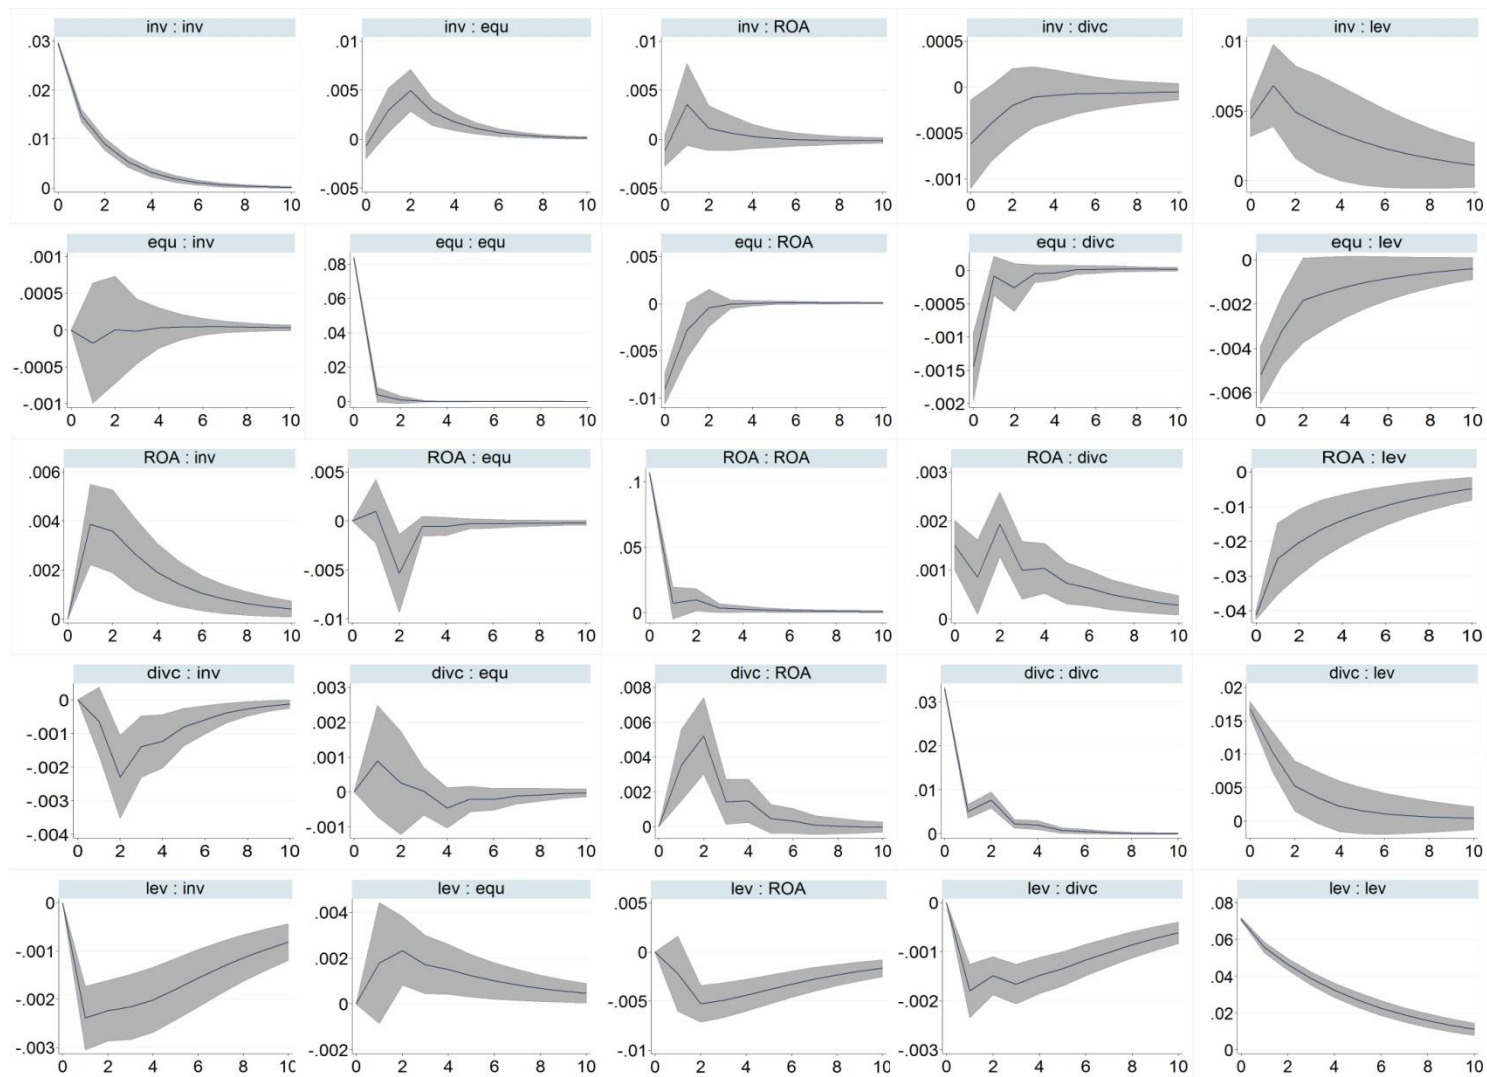 inv : inv
.03
.02
.01
0
0 2 4 6 8 10
inv : equ
.01
.005
0
-.005
0 2 4 6 8 10
inv : ROA
.01
.005
0
-.005
0 2 4 6 8 10
inv : divc
.0005
0
-.0005
-.001
0 2 4 6 8 10
inv : lev
.01
.005
0
0 2 4 6 8 10
equ : inv
.001
.0005
0
-.0005
-.001
0 2 4 6 8 10
equ : equ
.08
.06
.04
.02
0
0 2 4 6 8 10
equ : ROA
.005
0
-.005
-.01
0 2 4 6 8 10
equ : divc
0
-.0005
-.001
-.0015
-.002
0 2 4 6 8 10
equ : lev
0
-.002
-.004
-.006
0 2 4 6 8 10
ROA : inv
.006
.004
.002
0
0 2 4 6 8 10
ROA : equ
.005
0
-.005
-.01
0 2 4 6 8 10
ROA : ROA
.1
.05
0
0 2 4 6 8 10
ROA : divc
.003
.002
.001
0
0 2 4 6 8 10
ROA : lev
0
-.01
-.02
-.03
-.04
0 2 4 6 8 10
divc : inv
0
-.001
-.002
-.003
-.004
0 2 4 6 8 10
divc : equ
.003
.002
.001
0
-.001
0 2 4 6 8 10
divc : ROA
.008
.006
.004
.002
0
0 2 4 6 8 10
divc : divc
.03
.02
.01
0
0 2 4 6 8 10
divc : lev
.02
.015
.01
.005
0
0 2 4 6 8 10
lev : inv
0
-.001
-.002
-.003
0 2 4 6 8 10
lev : equ
.004
.002
0
-.002
0 2 4 6 8 10
lev : ROA
.005
0
-.005
-.01
0 2 4 6 8 10
lev : divc
0
-.001
-.002
-.003
0 2 4 6 8 10
lev : lev
.08
.06
.04
.02
0
0 2 4 6 8 10